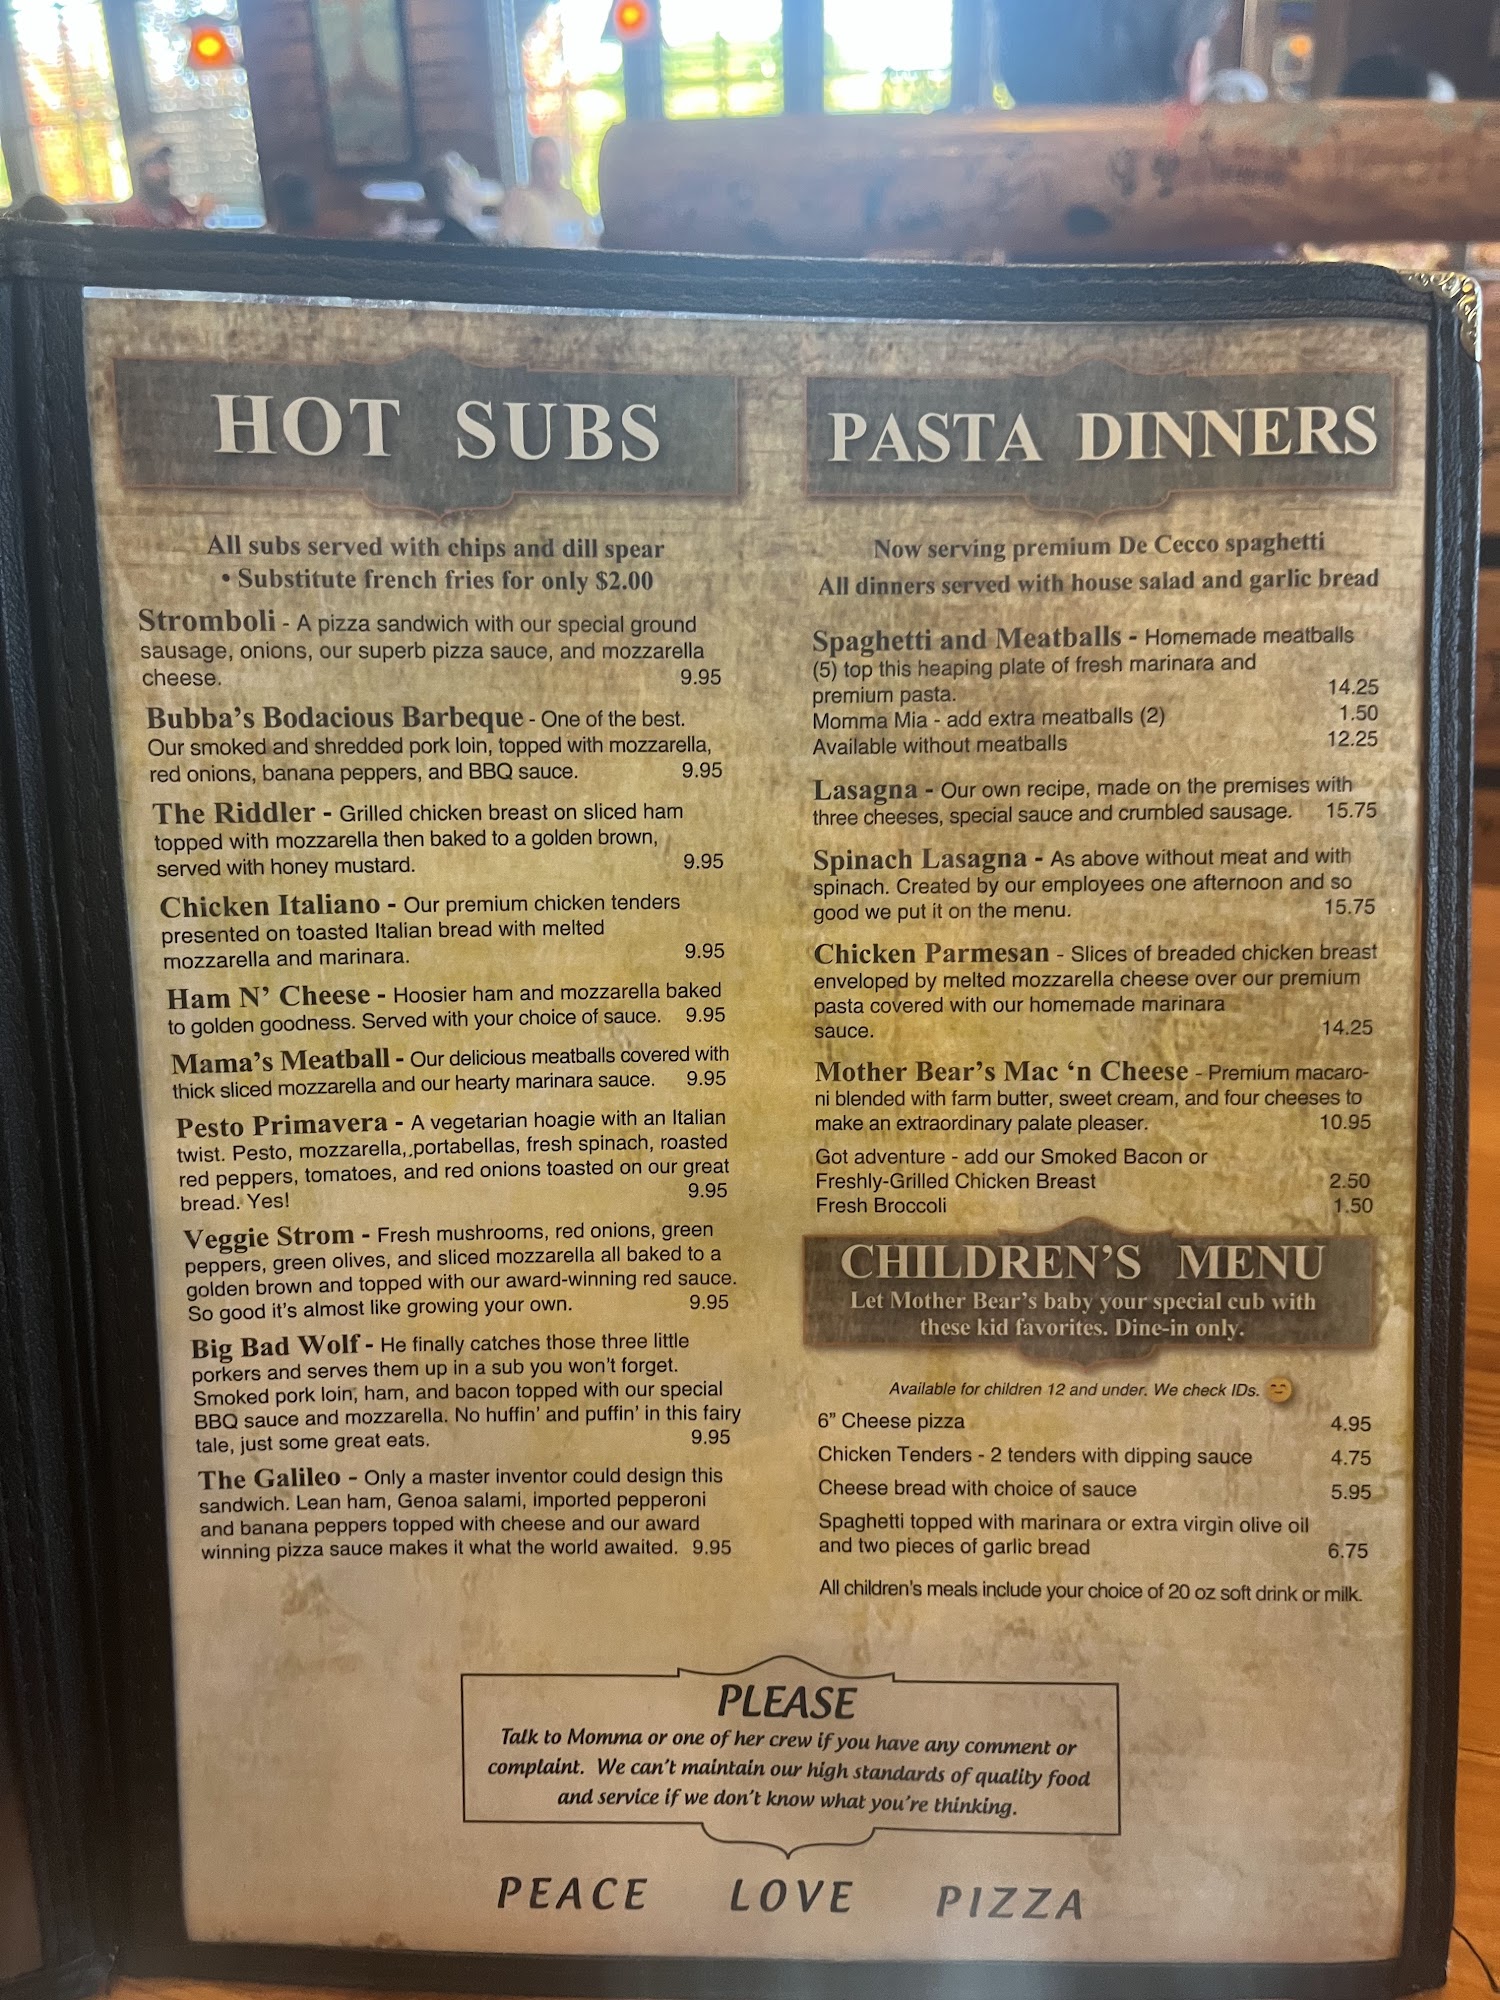 HOT SUBS
All subs served with chips and dill spear
• Substitute french fries for only $2.00
Stromboli - A pizza sandwich with our special ground
sausage, onions, our superb pizza sauce, and mozzarella
cheese. 9.95
Bubba's Bodacious Barbeque - One of the best.
Our smoked and shredded pork loin, topped with mozzarella,
red onions, banana peppers, and BBQ sauce. 9.95
The Riddler - Grilled chicken breast on sliced ham
topped with mozzarella then baked to a golden brown,
served with honey mustard. 9.95
Chicken Italiano - Our premium chicken tenders
presented on toasted Italian bread with melted
mozzarella and marinara. 9.95
Ham N' Cheese - Hoosier ham and mozzarella baked
to golden goodness. Served with your choice of sauce. 9.95
Mama's Meatball - Our delicious meatballs covered with
thick sliced mozzarella and our hearty marinara sauce. 9.95
Pesto Primavera - A vegetarian hoagie with an Italian
twist. Pesto, mozzarella,,portabellas, fresh spinach, roasted
red peppers, tomatoes, and red onions toasted on our great
bread. Yes! 9.95
Veggie Strom - Fresh mushrooms, red onions, green
peppers, green olives, and sliced mozzarella all baked to a
golden brown and topped with our award-winning red sauce.
So good it's almost like growing your own. 9.95
Big Bad Wolf - He finally catches those three little
porkers and serves them up in a sub you won't forget.
Smoked pork loin, ham, and bacon topped with our special
BBQ sauce and mozzarella. No huffin' and puffin' in this fairy
tale, just some great eats. 9.95
The Galileo - Only a master inventor could design this
sandwich. Lean ham, Genoa salami, imported pepperoni
and banana peppers topped with cheese and our award
winning pizza sauce makes it what the world awaited. 9.95
PASTA DINNERS
Now serving premium De Cecco spaghetti
All dinners served with house salad and garlic bread
Spaghetti and Meatballs - Homemade meatballs
(5) top this heaping plate of fresh marinara and
premium pasta. 14.25
Momma Mia - add extra meatballs (2) 1.50
Available without meatballs 12.25
Lasagna - Our own recipe, made on the premises with
three cheeses, special sauce and crumbled sausage. 15.75
Spinach Lasagna - As above without meat and with
spinach. Created by our employees one afternoon and so
good we put it on the menu. 15.75
Chicken Parmesan - Slices of breaded chicken breast
enveloped by melted mozzarella cheese over our premium
pasta covered with our homemade marinara
sauce. 14.25
Mother Bear's Mac 'n Cheese - Premium macaro-
ni blended with farm butter, sweet cream, and four cheeses to
make an extraordinary palate pleaser. 10.95
Got adventure - add our Smoked Bacon or
Freshly-Grilled Chicken Breast 2.50
Fresh Broccoli 1.50
CHILDREN'S MENU
Let Mother Bear's baby your special cub with
these kid favorites. Dine-in only.
Available for children 12 and under. We check IDs.
6" Cheese pizza 4.95
Chicken Tenders - 2 tenders with dipping sauce 4.75
Cheese bread with choice of sauce 5.95
Spaghetti topped with marinara or extra virgin olive oil
and two pieces of garlic bread 6.75
All children's meals include your choice of 20 oz soft drink or milk.
PLEASE
Talk to Momma or one of her crew if you have any comment or
complaint. We can't maintain our high standards of quality food
and service if we don't know what you're thinking.
PEACE LOVE PIZZA